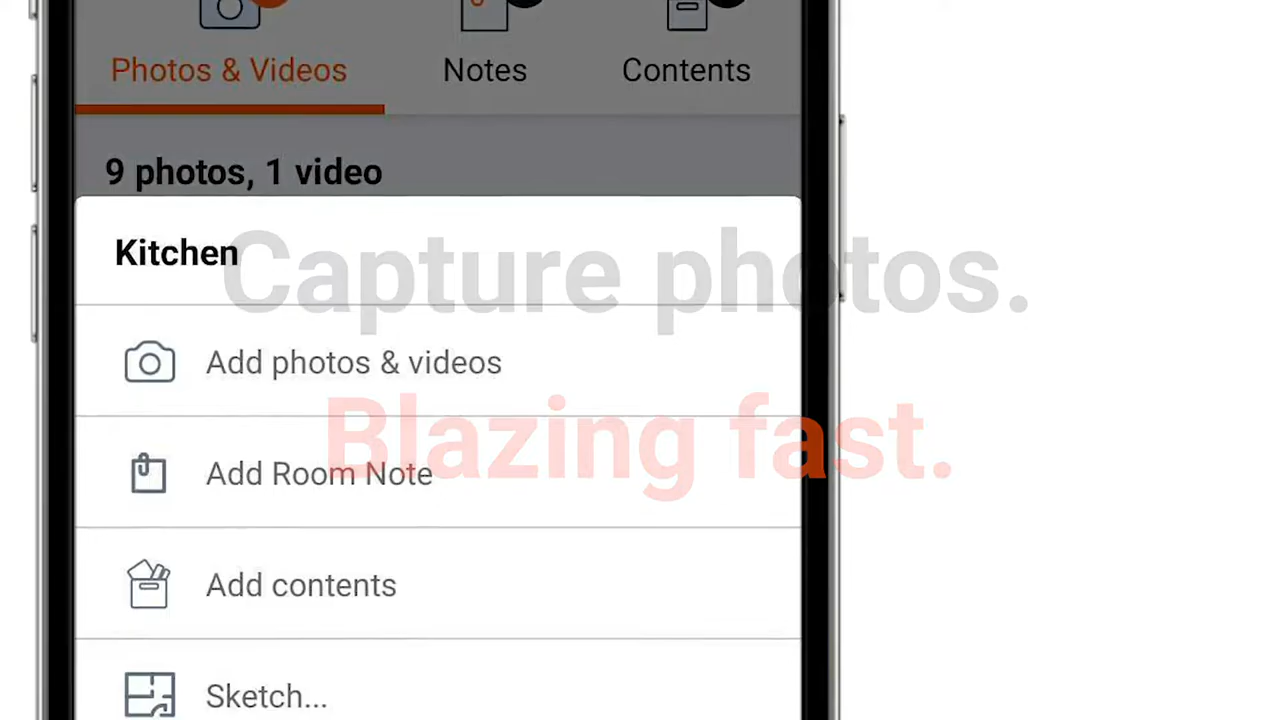 Photos & Videos Notes Contents
9 photos, 1 video
Kitchen
Capture photos.
Add photos & videos
Blazing fast.
Add Room Note
Add contents
Sketch...